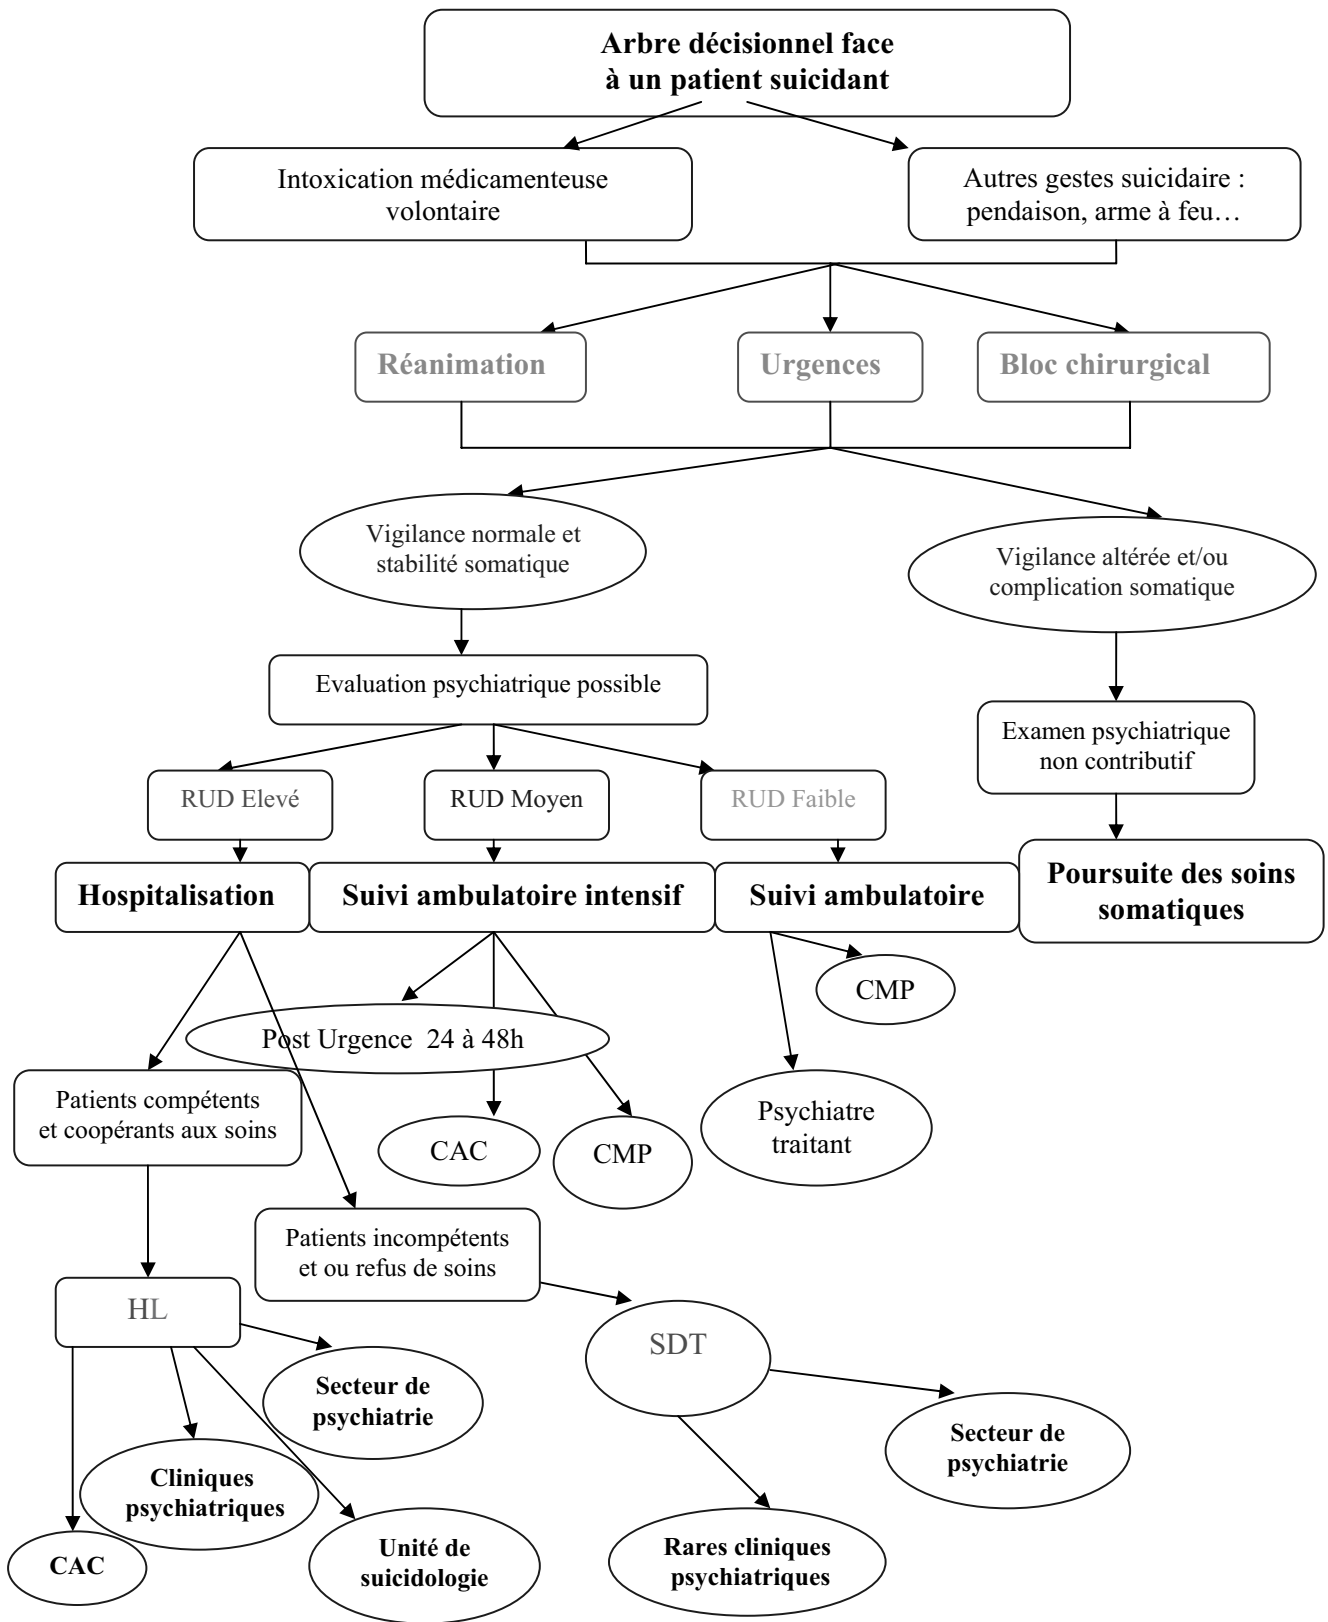 Arbre décisionnel face
à un patient suicidant
Intoxication médicamenteuse
volontaire
Autres gestes suicidaire :
pendaison, arme à feu…
Réanimation
Urgences
Bloc chirurgical
Vigilance normale et
stabilité somatique
Vigilance altérée et/ou
complication somatique
Evaluation psychiatrique possible
Examen psychiatrique
non contributif
RUD Elevé
RUD Moyen
RUD Faible
Hospitalisation
Suivi ambulatoire intensif
Suivi ambulatoire
Poursuite des soins
somatiques
CMP
Post Urgence 24 à 48h
Patients compétents
et coopérants aux soins
CAC
CMP
Psychiatre
traitant
Patients incompétents
et ou refus de soins
HL
SDT
Secteur de
psychiatrie
Secteur de
psychiatrie
Cliniques
psychiatriques
CAC
Unité de
suicidologie
Rares cliniques
psychiatriques